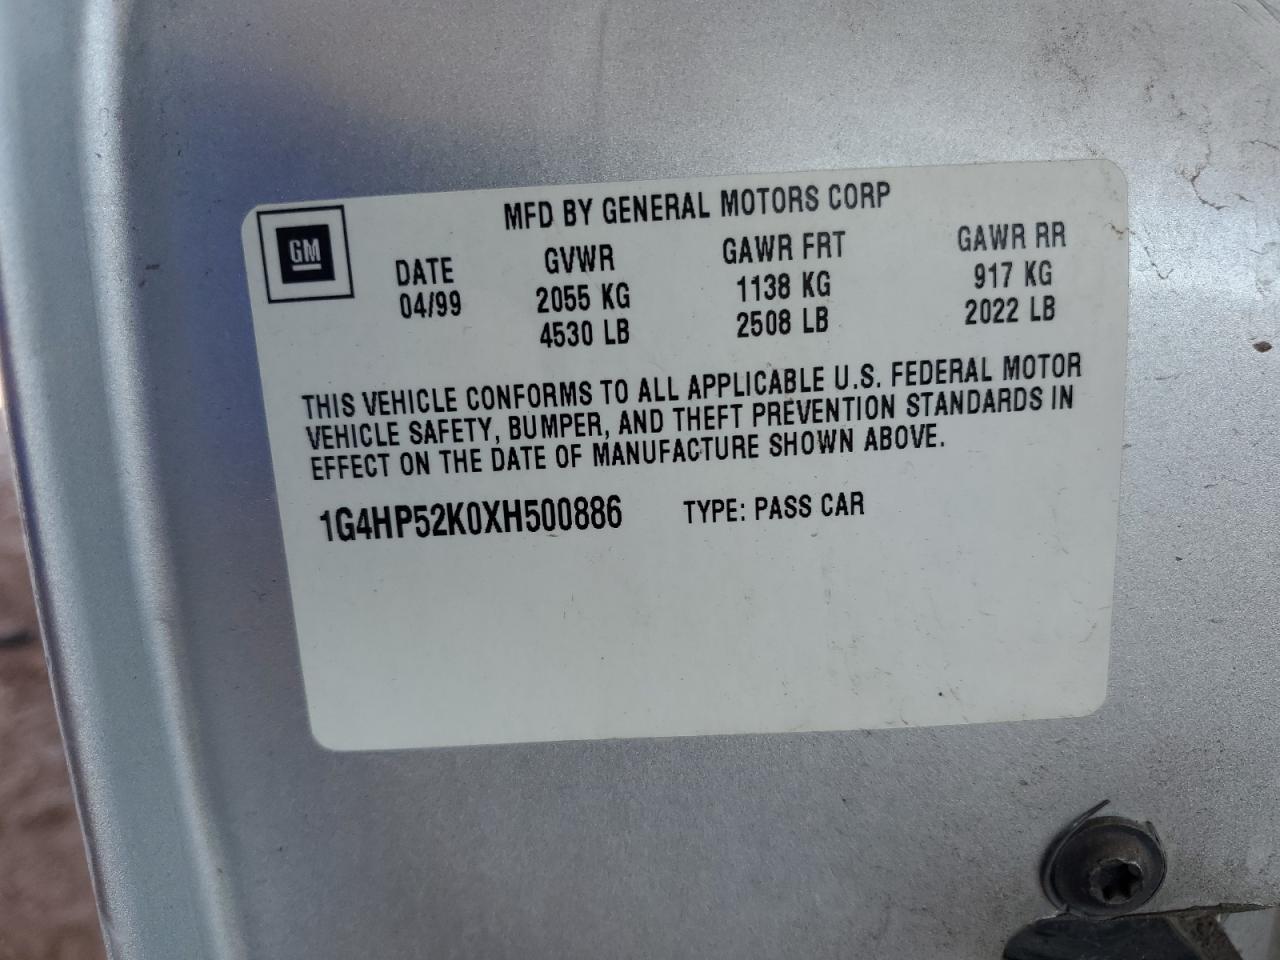 MFD BY GENERAL MOTORS CORP
GM
DATE GVWR GAWR FRT GAWR RR
04/99 2055 KG 1138 KG 917 KG
4530 LB 2508 LB 2022 LB
THIS VEHICLE CONFORMS TO ALL APPLICABLE U.S. FEDERAL MOTOR
VEHICLE SAFETY, BUMPER, AND THEFT PREVENTION STANDARDS IN
EFFECT ON THE DATE OF MANUFACTURE SHOWN ABOVE.
1G4HP52K0XH500886 TYPE: PASS CAR